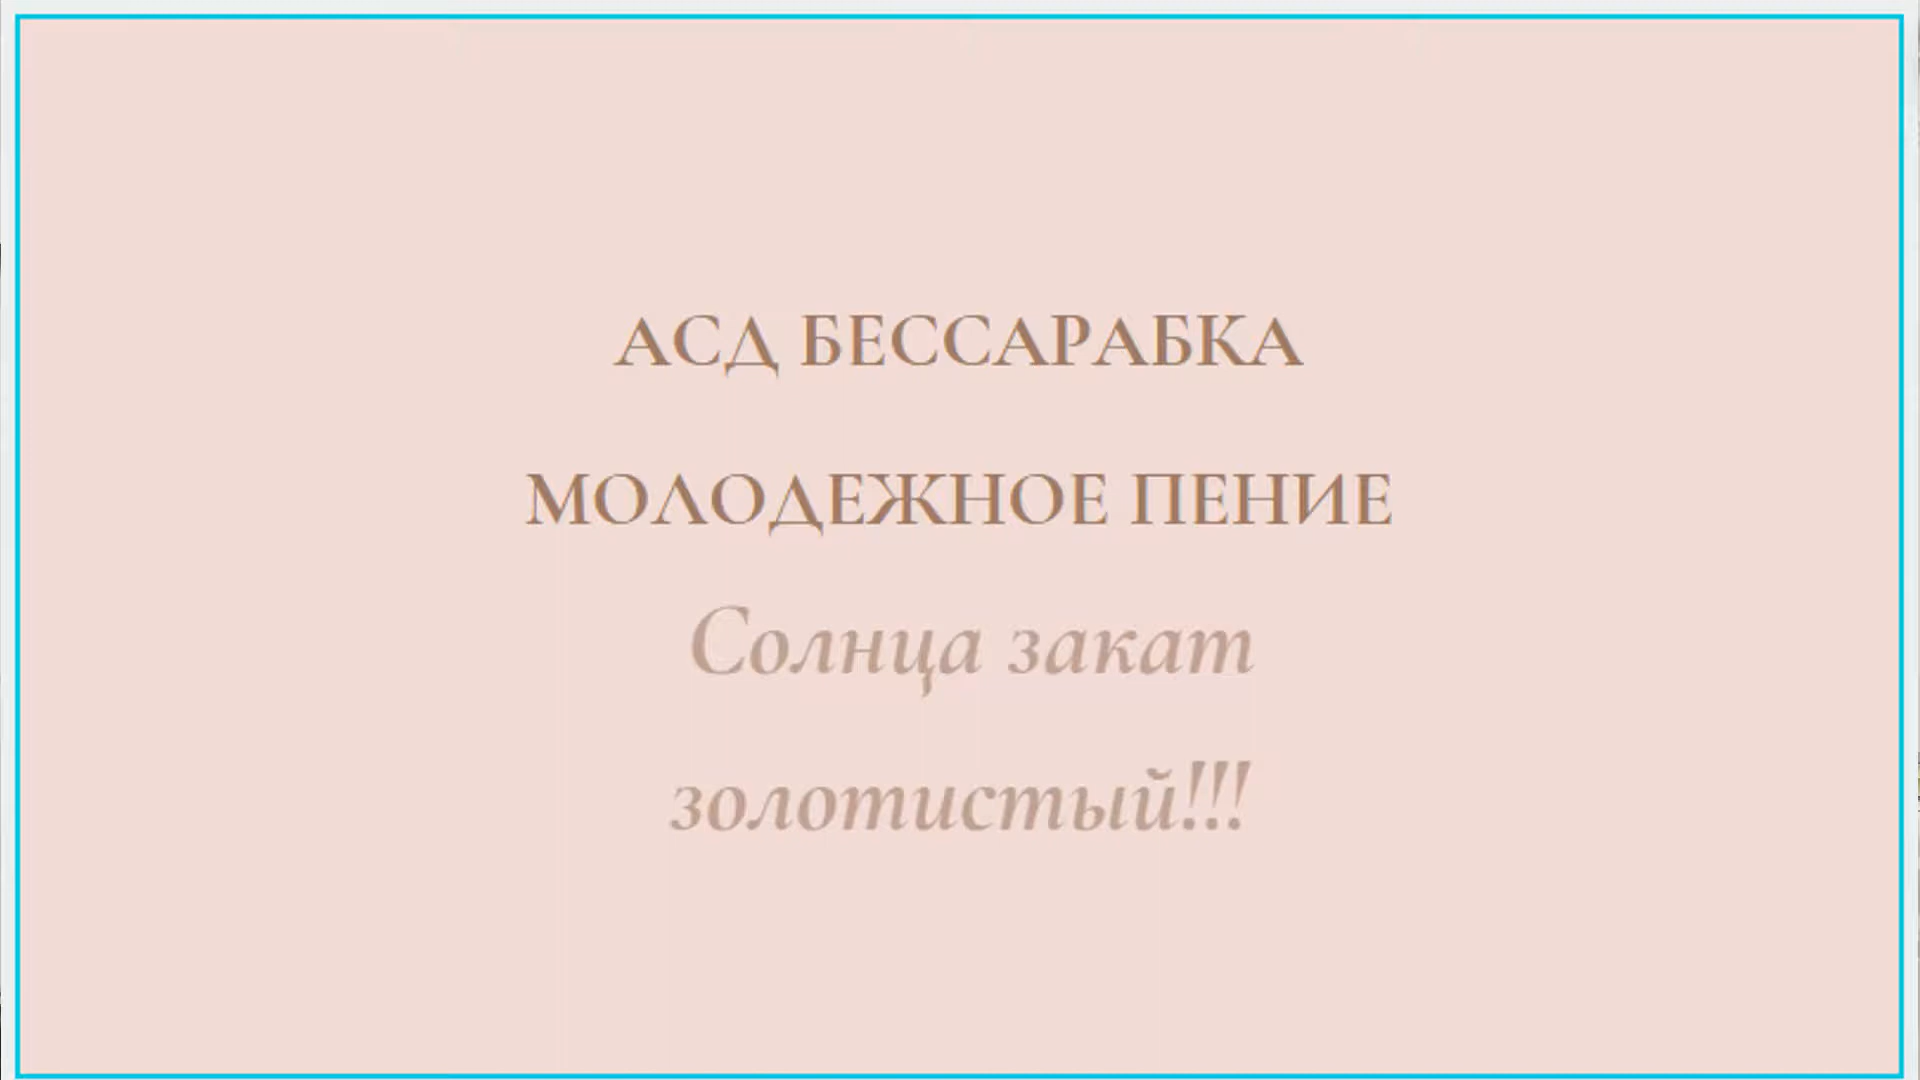 АСД БЕССАРАБКА
МОЛОДЕЖНОЕ ПЕНИЕ
Солнца закат
золотистый!!!